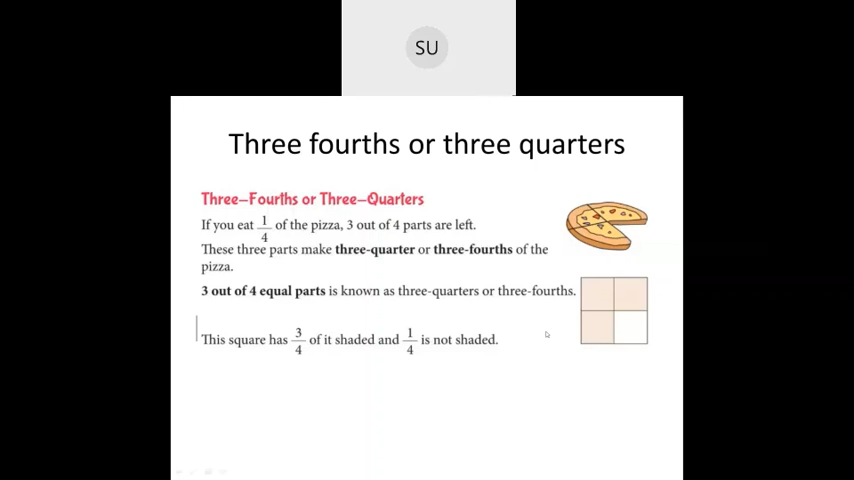 SU
Three fourths or three quarters
Three-Fourths or Three-Quarters
If you eat 1/4 of the pizza, 3 out of 4 parts are left.
These three parts make three-quarter or three-fourths of the
pizza.
3 out of 4 equal parts is known as three-quarters or three-fourths.
This square has 3/4 of it shaded and 1/4 is not shaded.